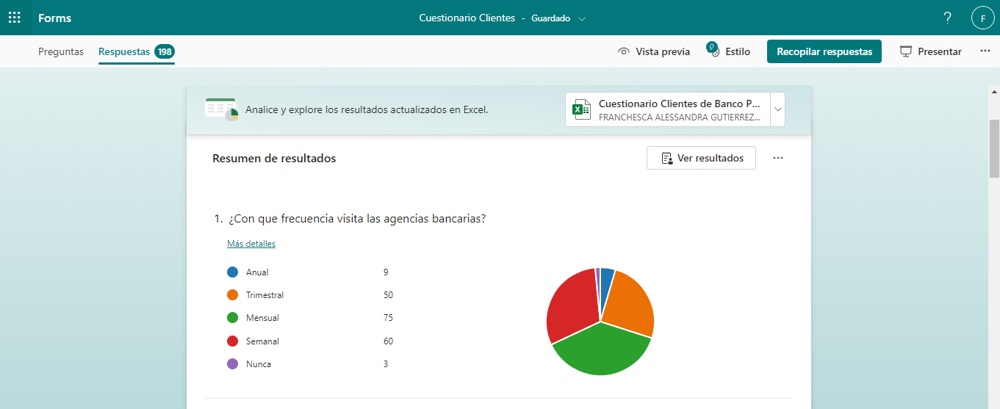 Forms
Cuestionario Clientes - Guardado
?
F
Preguntas
Respuestas 198
Vista previa
Estilo
Recopilar respuestas
Presentar
...
Analice y explore los resultados actualizados en Excel.
Cuestionario Clientes de Banco P...
FRANCHESCA ALESSANDRA GUTIERREZ...
Resumen de resultados
Ver resultados
...
1. ¿Con que frecuencia visita las agencias bancarias?
Más detalles
Anual 9
Trimestral 50
Mensual 75
Semanal 60
Nunca 3